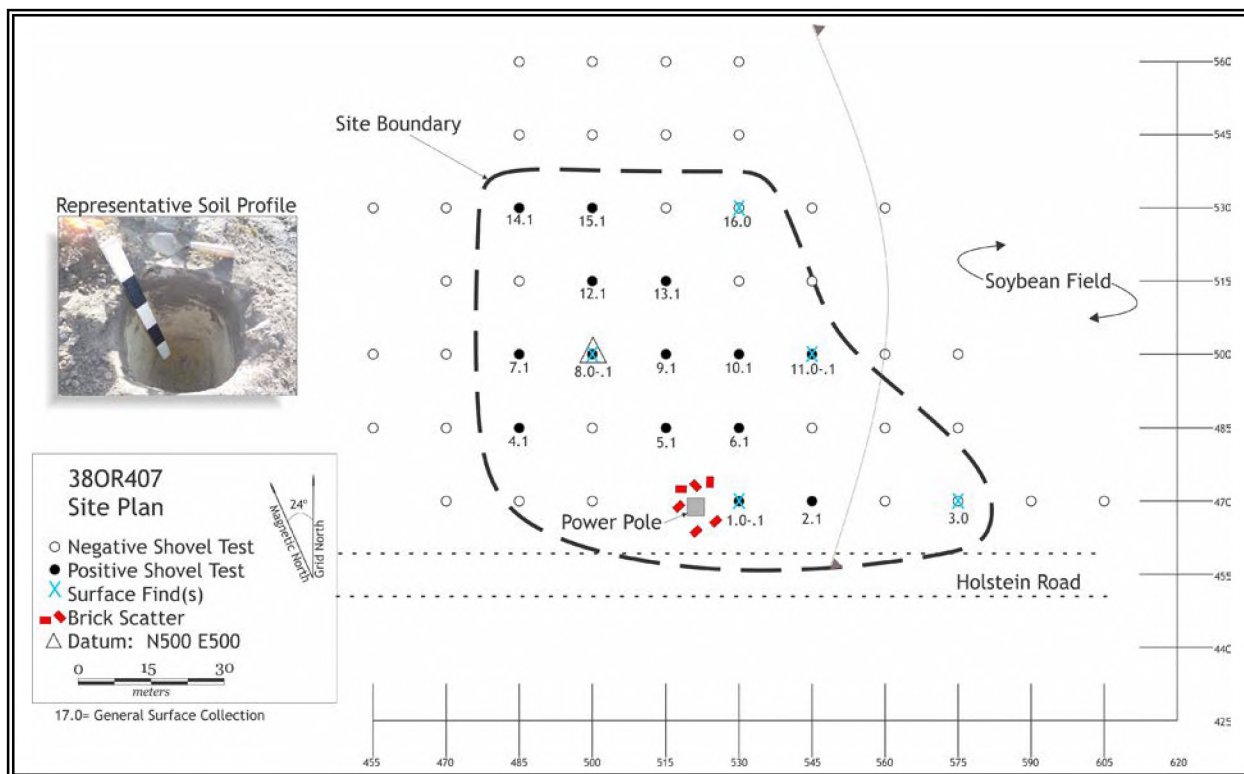 Site Boundary
Representative Soil Profile
14.1 15.1 16.0
12.1 13.1
Soybean Field
7.1 8.0-.1 9.1 10.1 11.0-.1
4.1 5.1 6.1
Power Pole
1.0-.1 2.1 3.0
Holstein Road
38OR407
Site Plan
24°
Magnetic North
Grid North
Negative Shovel Test
Positive Shovel Test
Surface Find(s)
Brick Scatter
Datum: N500 E500
0 15 30
meters
17.0= General Surface Collection
560
545
530
515
500
485
470
455
440
425
455 470 485 500 515 530 545 560 575 590 605 620